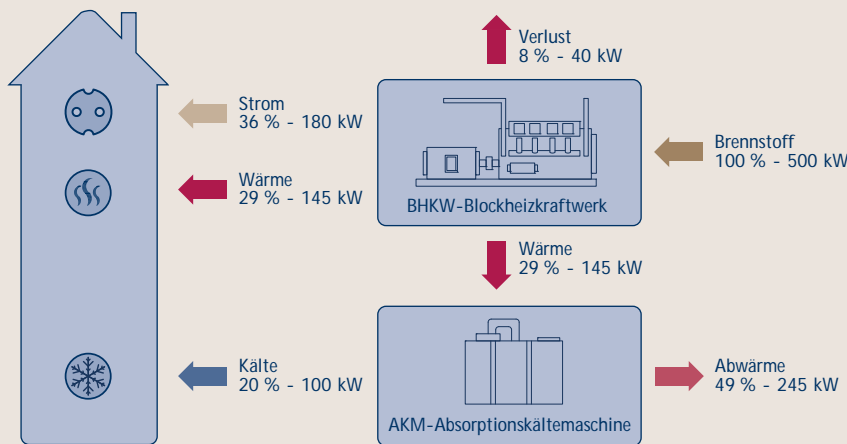 Verlust
8 % - 40 kW
Strom
36 % - 180 kW
Brennstoff
100 % - 500 kW
Wärme
29 % - 145 kW
BHKW-Blockheizkraftwerk
Wärme
29 % - 145 kW
Kälte
20 % - 100 kW
Abwärme
49 % - 245 kW
AKM-Absorptionskältemaschine